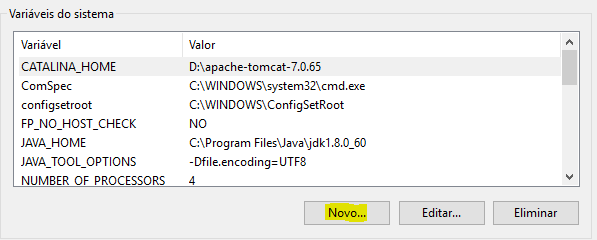 Variáveis do sistema
Variável Valor
CATALINA_HOME D:\apache-tomcat-7.0.65
ComSpec C:\WINDOWS\system32\cmd.exe
configsetroot C:\WINDOWS\ConfigSetRoot
FP_NO_HOST_CHECK NO
JAVA_HOME C:\Program Files\Java\jdk1.8.0_60
JAVA_TOOL_OPTIONS -Dfile.encoding=UTF8
NUMBER_OF_PROCESSORS 4
Novo... Editar... Eliminar